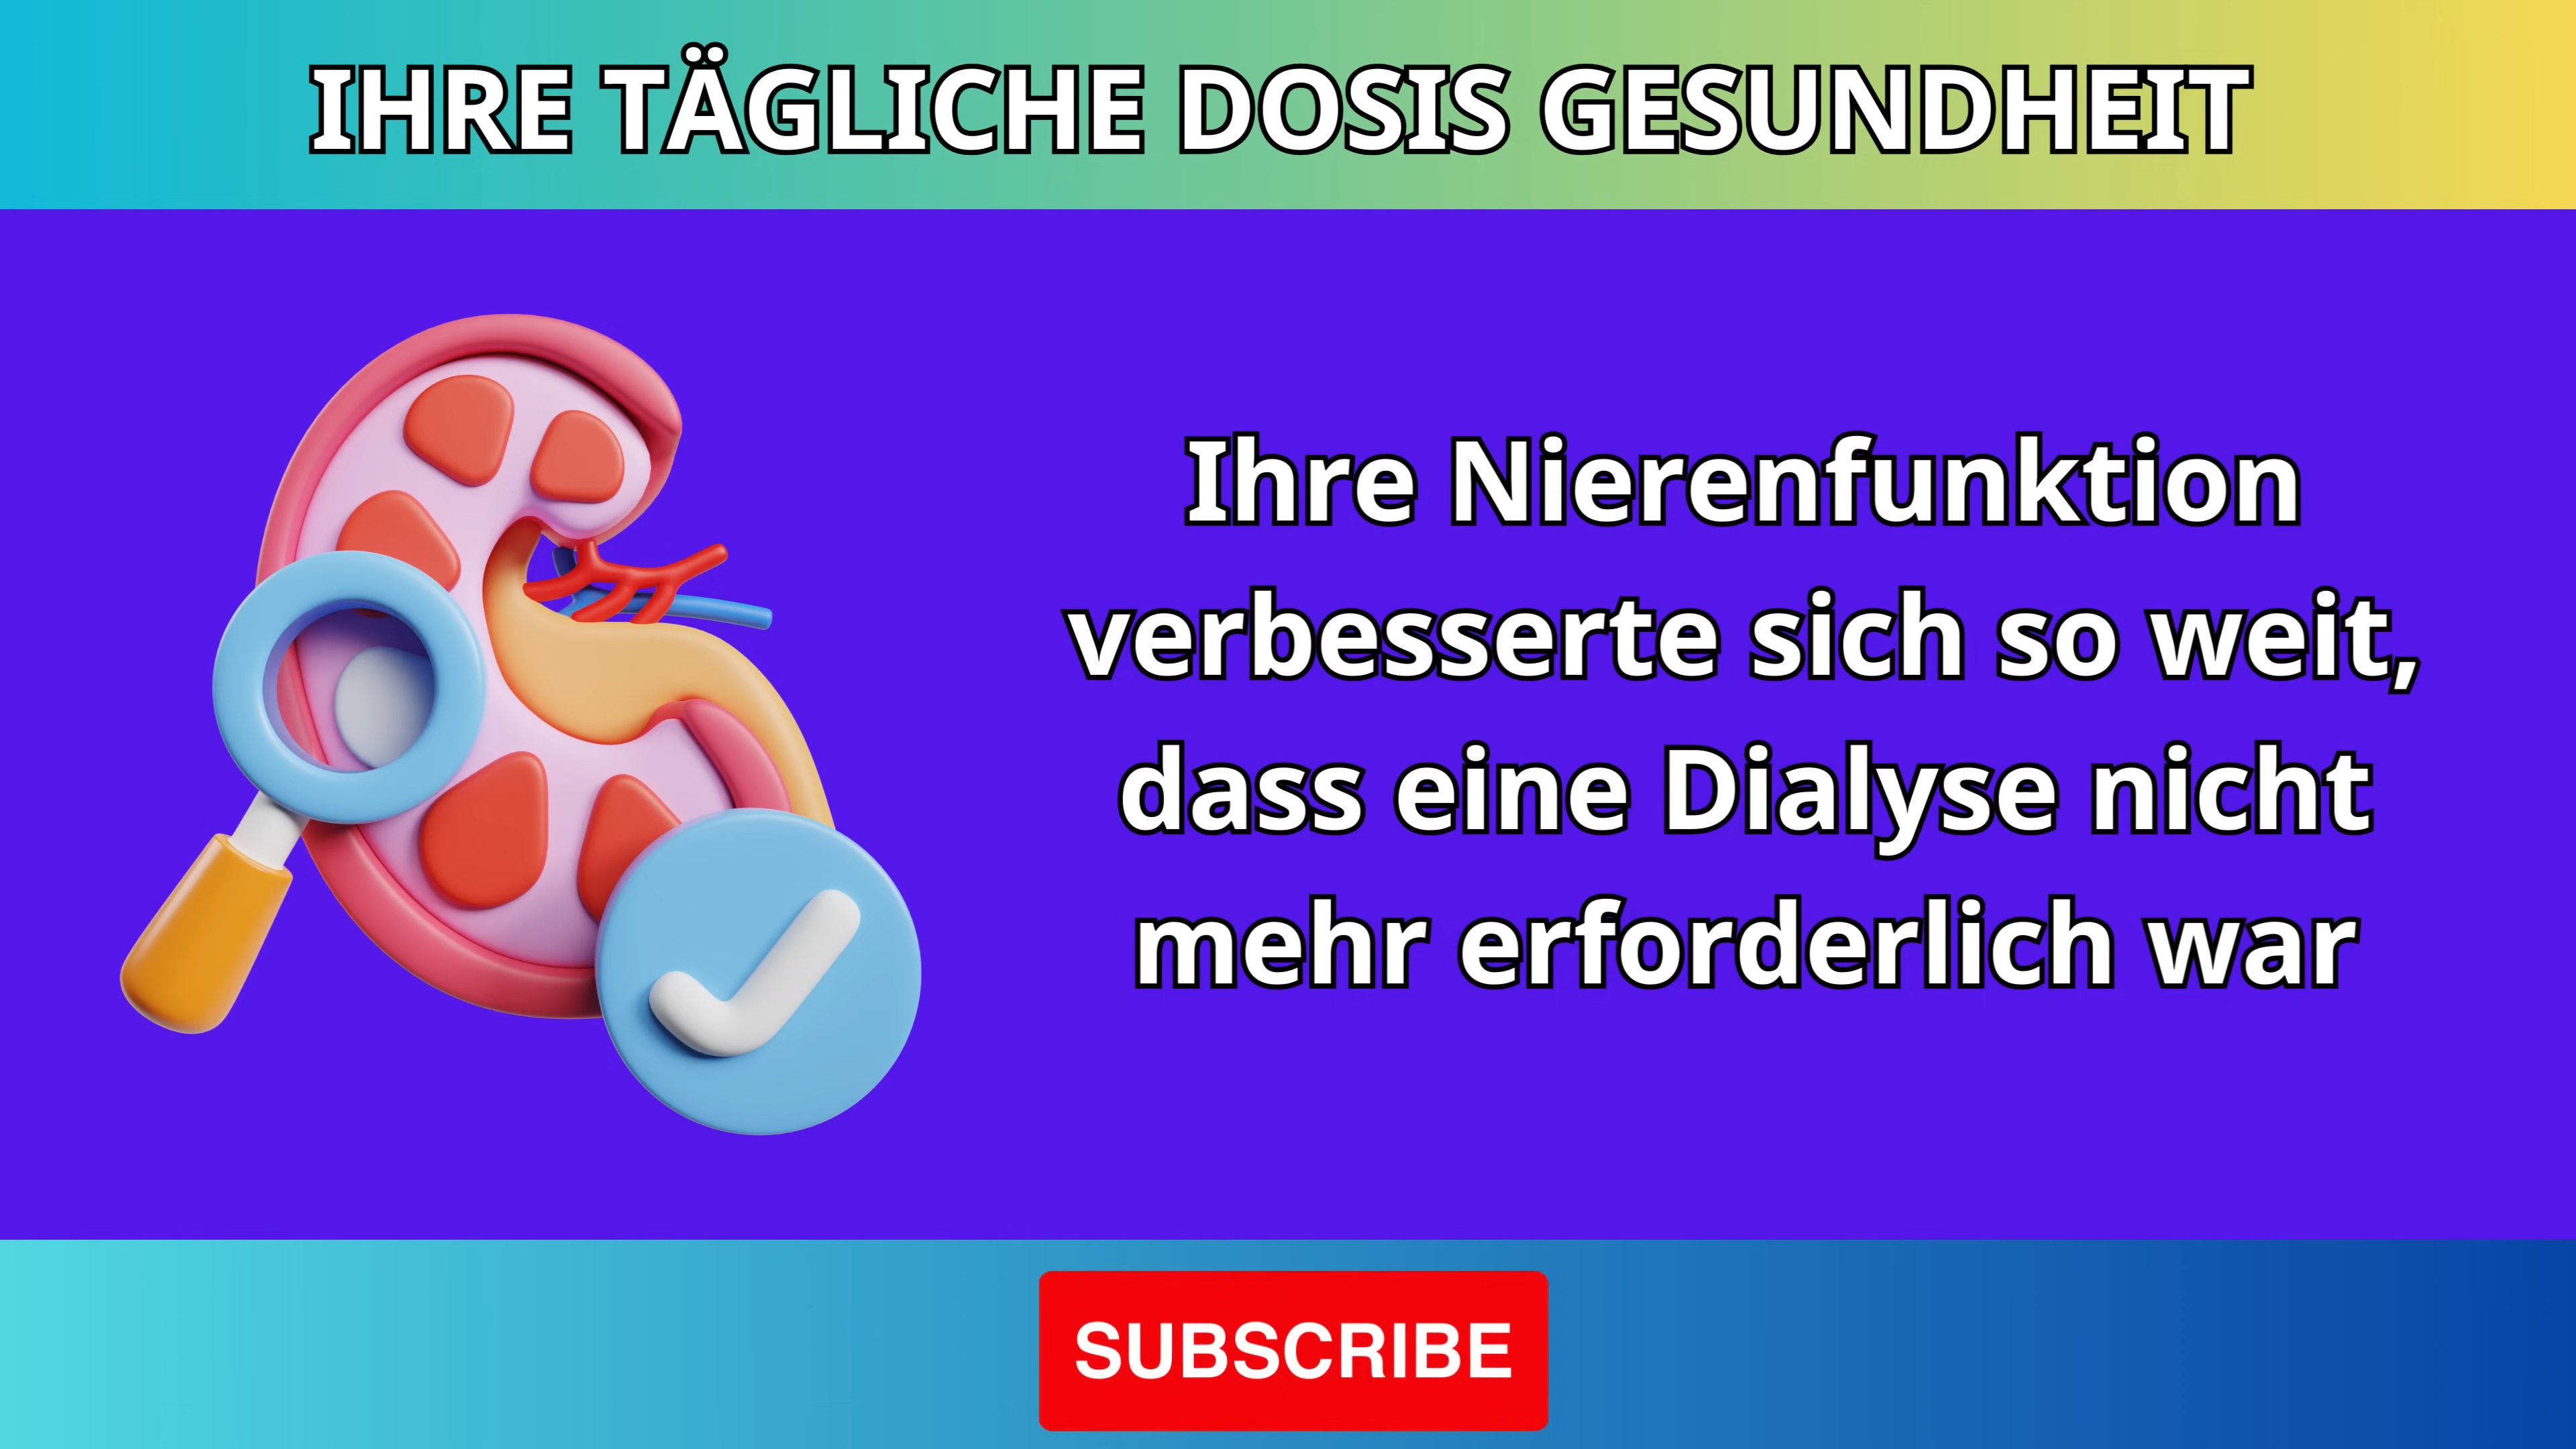 IHRE TÄGLICHE DOSIS GESUNDHEIT
Ihre Nierenfunktion
verbesserte sich so weit,
dass eine Dialyse nicht
mehr erforderlich war
SUBSCRIBE